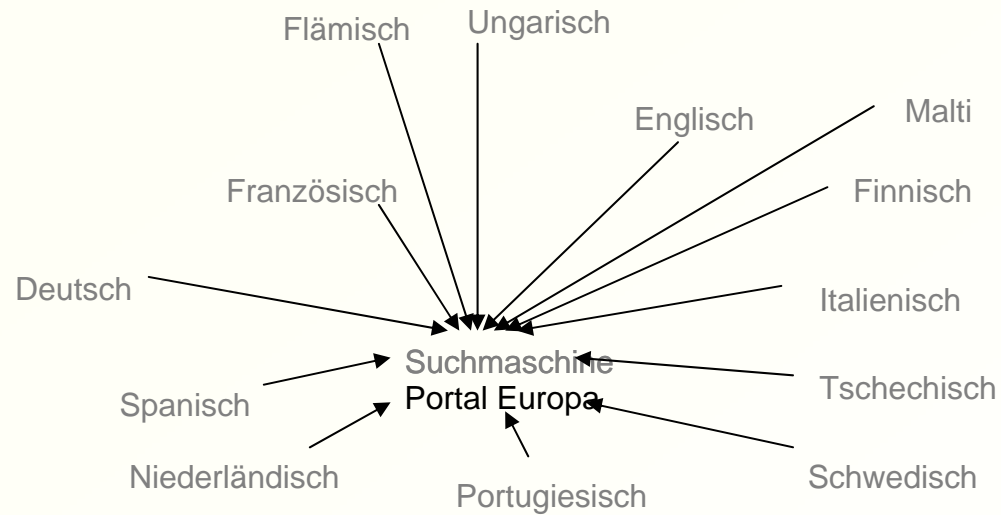 Flämisch
Ungarisch
Englisch
Malti
Französisch
Finnisch
Deutsch
Italienisch
Suchmaschine
Portal Europa
Tschechisch
Spanisch
Niederländisch
Schwedisch
Portugiesisch